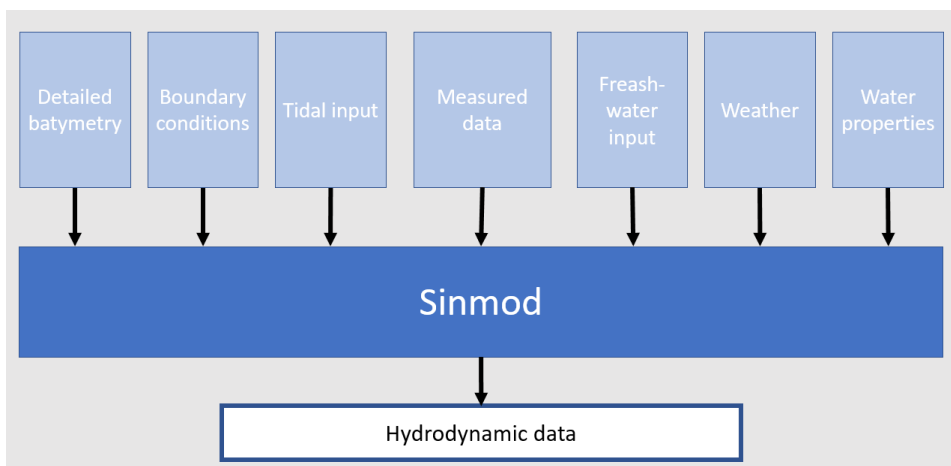 Detailed
batymetry
Boundary
conditions
Tidal input
Measured
data
Freash-
water
input
Weather
Water
properties
Sinmod
Hydrodynamic data